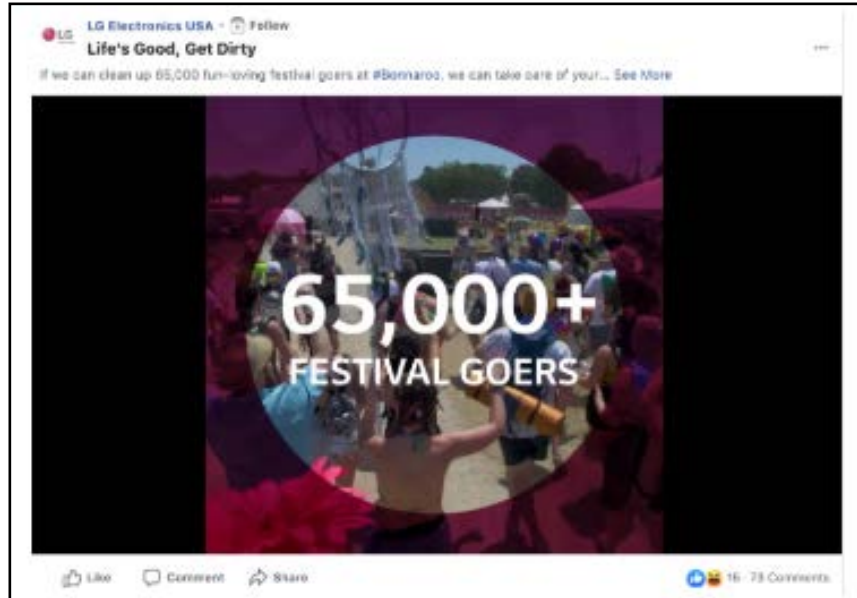 LG
LG Electronics USA · Follow
Life's Good, Get Dirty
If we can clean up 65,000 fun-loving festival goers at #Bonnaroo, we can take care of your... See More
65,000+
FESTIVAL GOERS
Like Comment Share 16 · 73 Comments